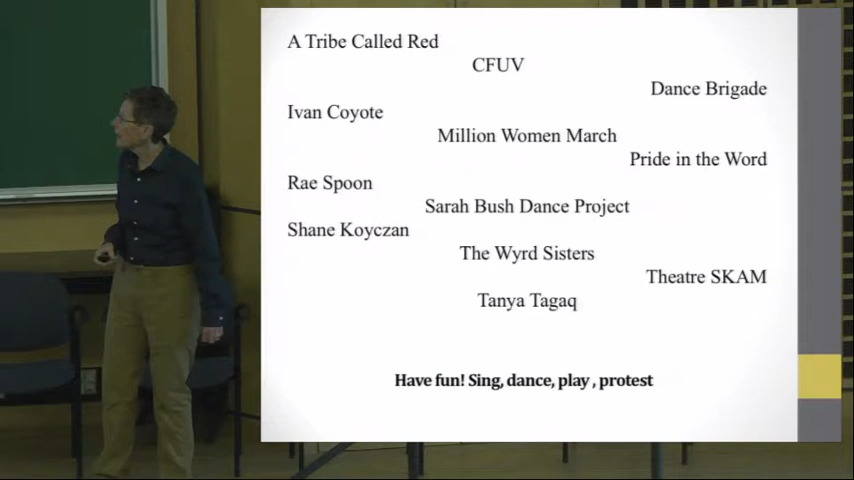 A Tribe Called Red
CFUV
Dance Brigade
Ivan Coyote
Million Women March
Pride in the Word
Rae Spoon
Sarah Bush Dance Project
Shane Koyczan
The Wyrd Sisters
Theatre SKAM
Tanya Tagaq
Have fun! Sing, dance, play , protest